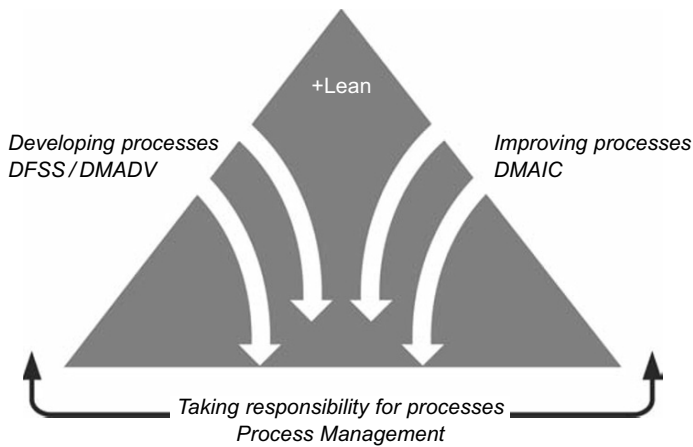 +Lean
Developing processes
DFSS / DMADV
Improving processes
DMAIC
Taking responsibility for processes
Process Management